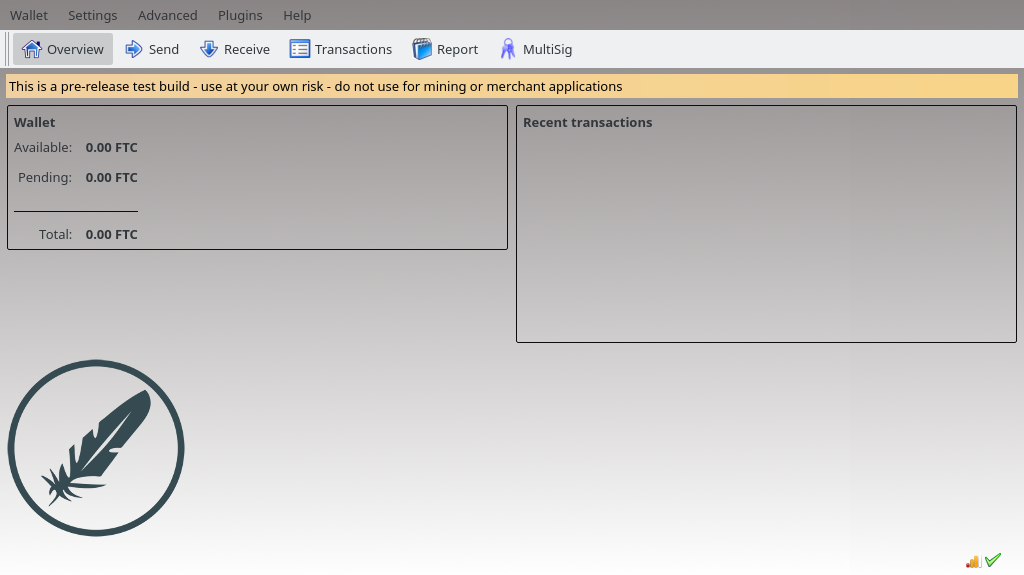 Wallet Settings Advanced Plugins Help
Overview Send Receive Transactions Report MultiSig
This is a pre-release test build - use at your own risk - do not use for mining or merchant applications
Wallet
Available: 0.00 FTC
Pending: 0.00 FTC
Total: 0.00 FTC
Recent transactions